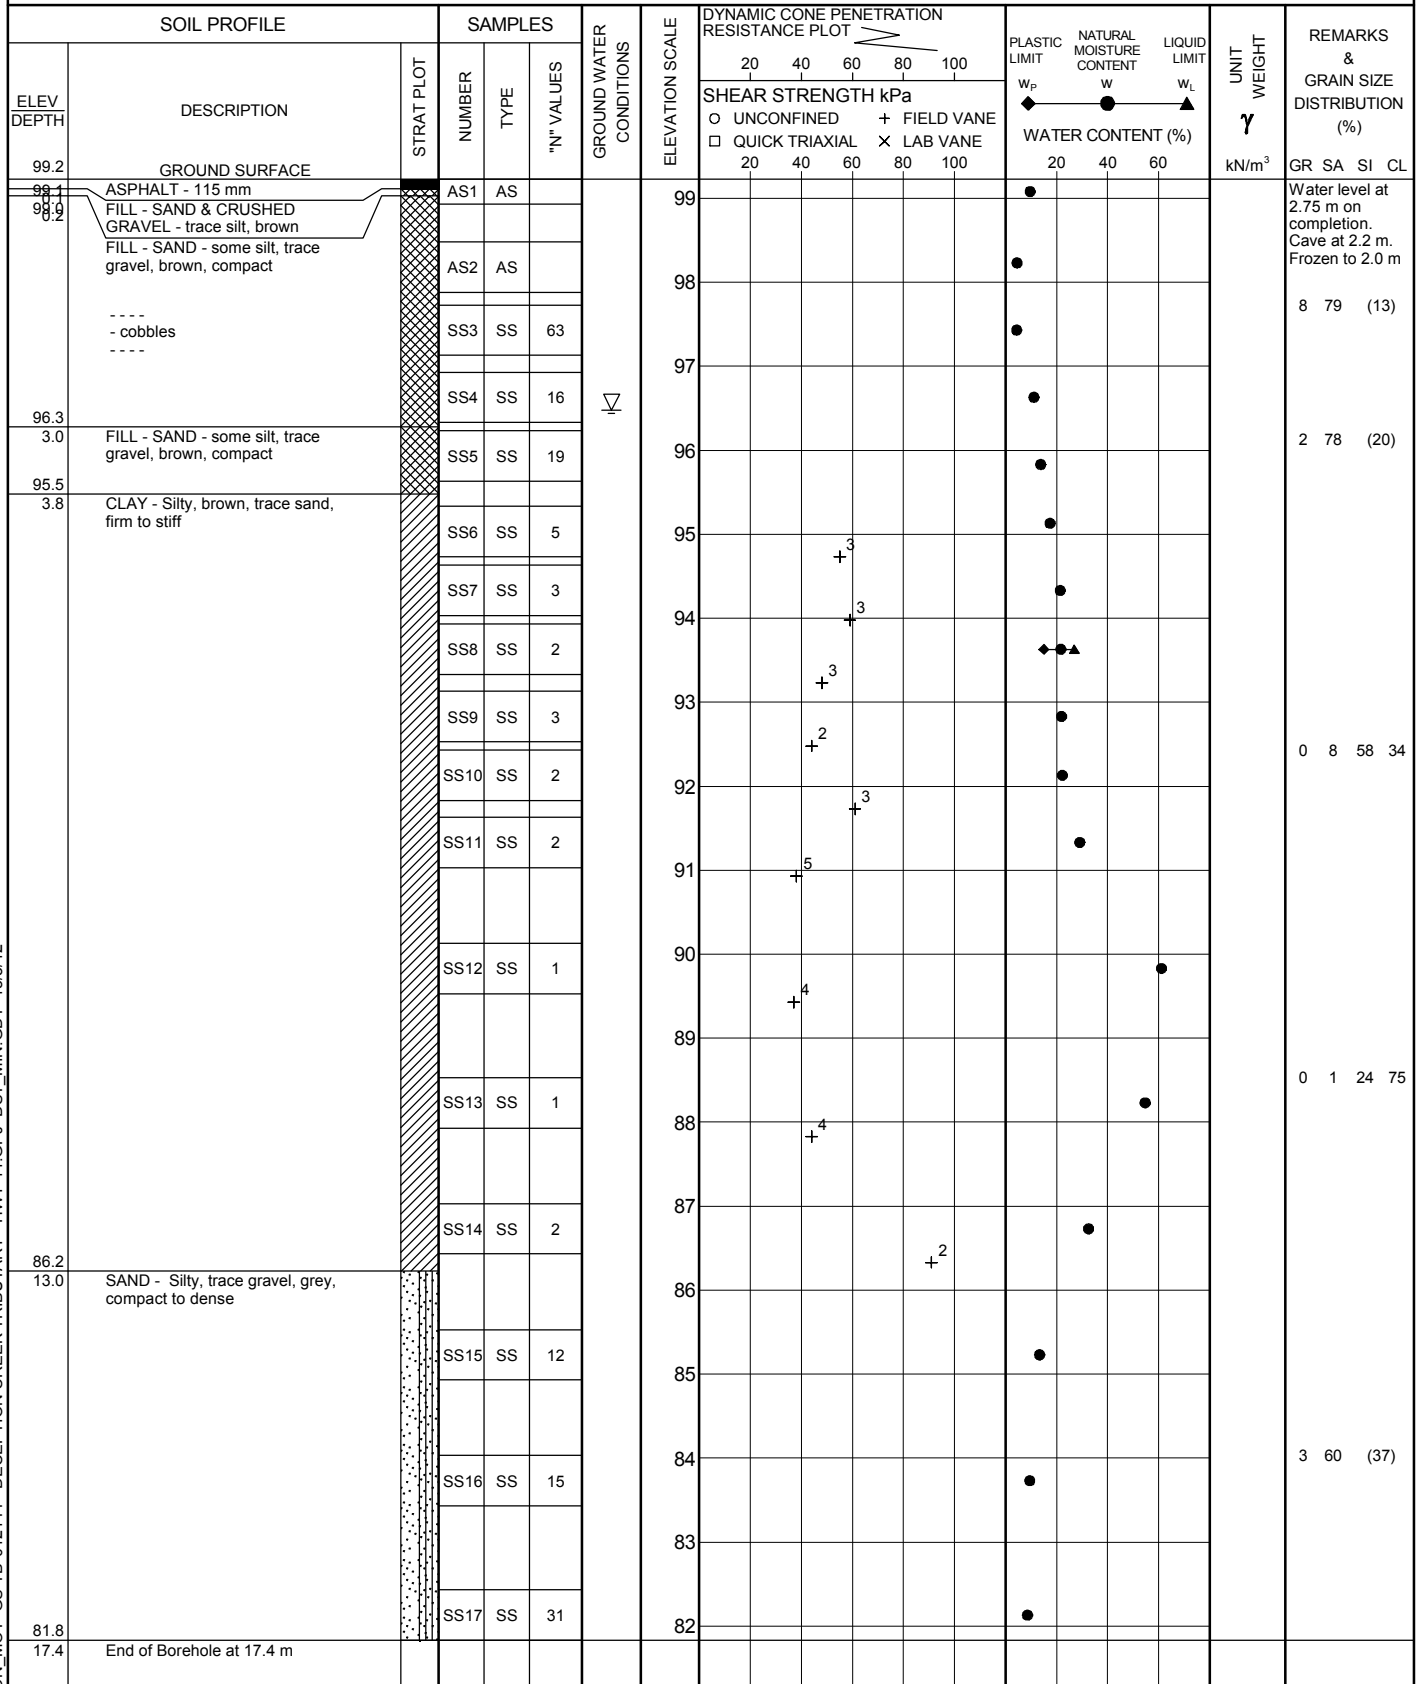 SOIL PROFILE
SAMPLES
GROUND WATER CONDITIONS
ELEVATION SCALE
DYNAMIC CONE PENETRATION
RESISTANCE PLOT
20 40 60 80 100
SHEAR STRENGTH kPa
O UNCONFINED + FIELD VANE
□ QUICK TRIAXIAL × LAB VANE
20 40 60 80 100
PLASTIC LIMIT
NATURAL MOISTURE CONTENT
LIQUID LIMIT
WP W WL
WATER CONTENT (%)
20 40 60
UNIT WEIGHT
γ
kN/m³
REMARKS
&
GRAIN SIZE
DISTRIBUTION
(%)
GR SA SI CL
ELEV
DEPTH
DESCRIPTION
STRAT PLOT
NUMBER
TYPE
"N" VALUES
99.2 GROUND SURFACE
99.1 ASPHALT - 115 mm
0.1
99.0 FILL - SAND & CRUSHED
0.2 GRAVEL - trace silt, brown
FILL - SAND - some silt, trace
gravel, brown, compact
- - - -
- cobbles
- - - -
96.3
3.0 FILL - SAND - some silt, trace
gravel, brown, compact
95.5
3.8 CLAY - Silty, brown, trace sand,
firm to stiff
86.2
13.0 SAND - Silty, trace gravel, grey,
compact to dense
81.8
17.4 End of Borehole at 17.4 m
AS1 AS
AS2 AS
SS3 SS 63
SS4 SS 16
SS5 SS 19
SS6 SS 5
SS7 SS 3
SS8 SS 2
SS9 SS 3
SS10 SS 2
SS11 SS 2
SS12 SS 1
SS13 SS 1
SS14 SS 2
SS15 SS 12
SS16 SS 15
SS17 SS 31
99
98
97
96
95
94
93
92
91
90
89
88
87
86
85
84
83
82
3
3
3
2
3
5
4
4
2
Water level at
2.75 m on
completion.
Cave at 2.2 m.
Frozen to 2.0 m
8 79 (13)
2 78 (20)
0 8 58 34
0 1 24 75
3 60 (37)